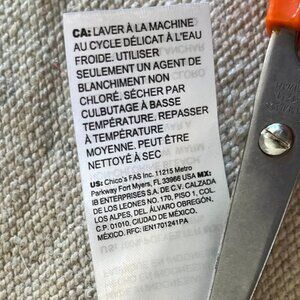 CA: LAVER À LA MACHINE
AU CYCLE DÉLICAT À L'EAU
FROIDE. UTILISER
SEULEMENT UN AGENT DE
BLANCHIMENT NON
CHLORÉ. SÉCHER PAR
CULBUTAGE À BASSE
TEMPÉRATURE. REPASSER
À TEMPÉRATURE
MOYENNE. PEUT ÊTRE
NETTOYÉ À SEC
US: Chico's FAS Inc. 11215 Metro
Parkway Fort Myers, FL 33966 USA MX:
IB ENTERPRISES S.A. DE C.V. CALZADA
DE LOS LEONES NO. 170, PISO 1, COL.
LOS ALPES, DEL. ÁLVARO OBREGÓN,
C.P. 01010, CIUDAD DE MÉXICO,
MÉXICO. RFC: IEN1701241PA